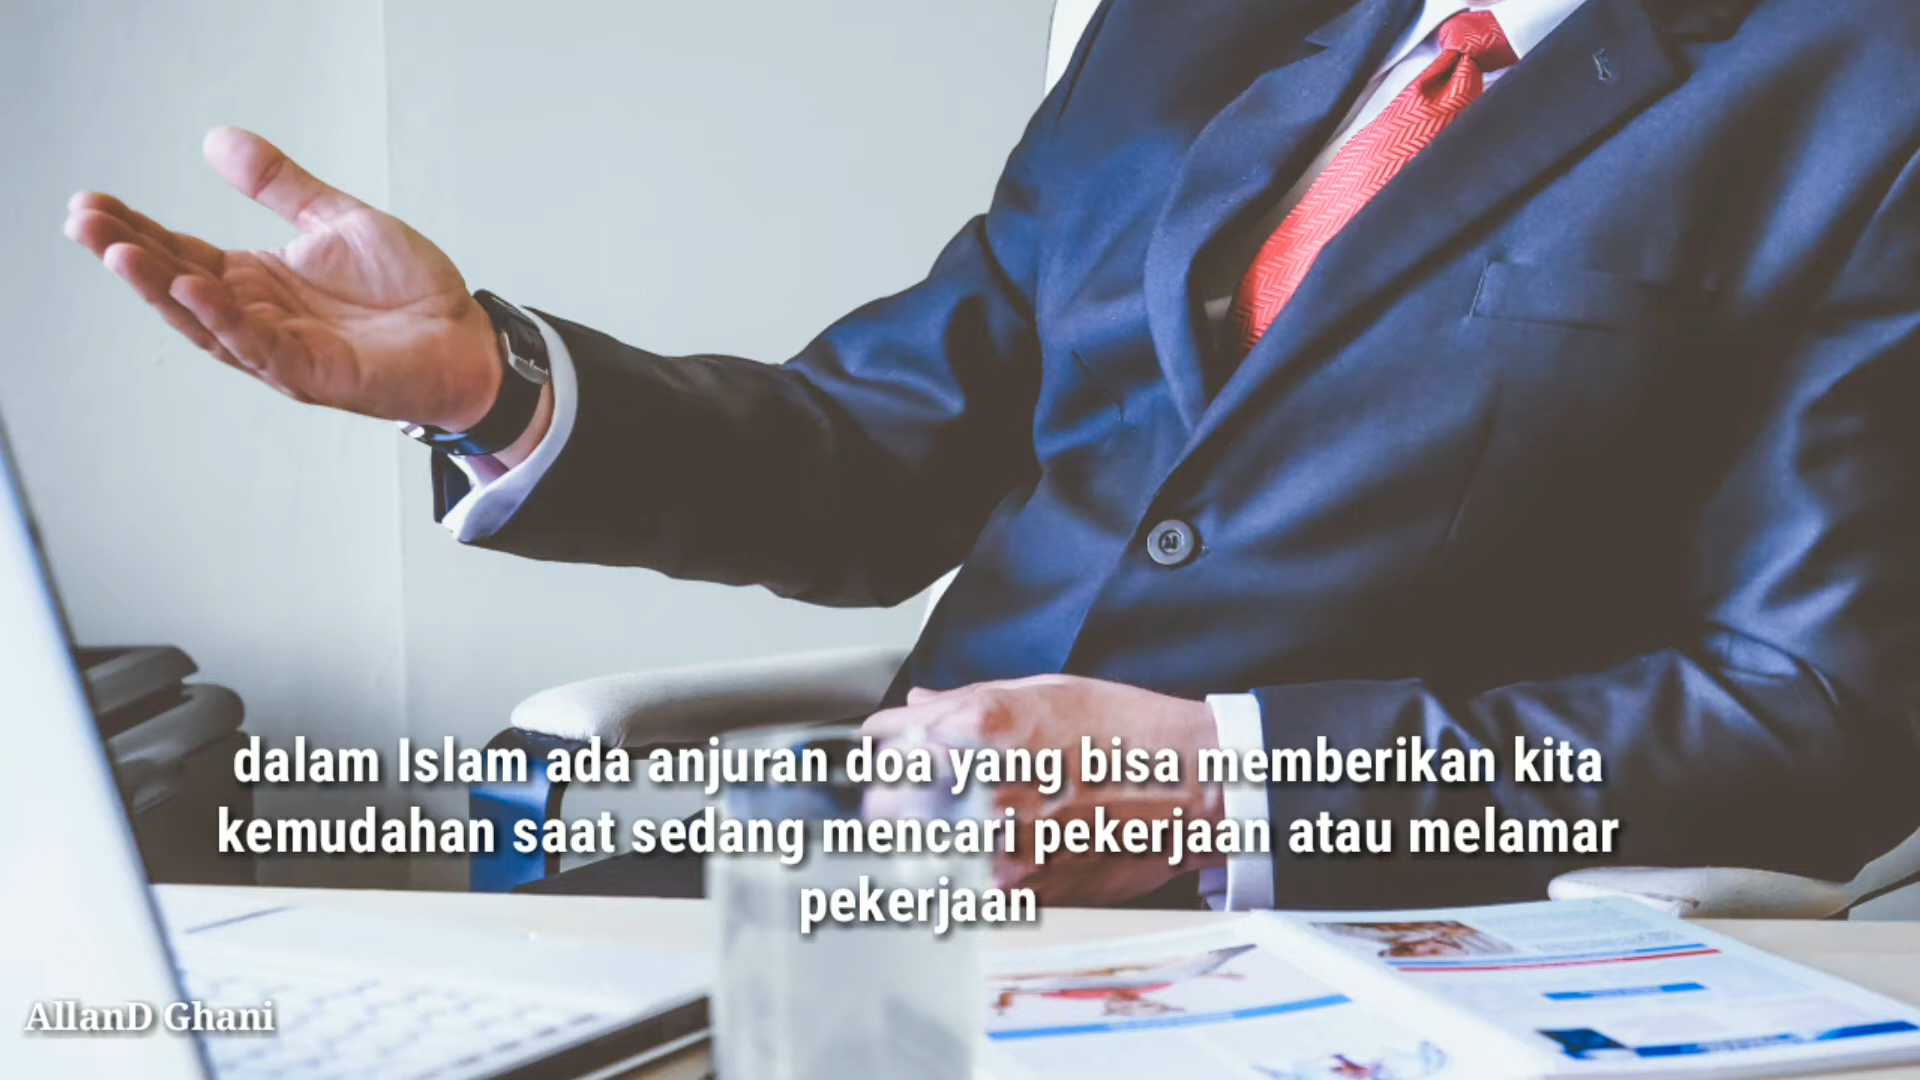 dalam Islam ada anjuran doa yang bisa memberikan kita
kemudahan saat sedang mencari pekerjaan atau melamar
pekerjaan
AllanD Ghani